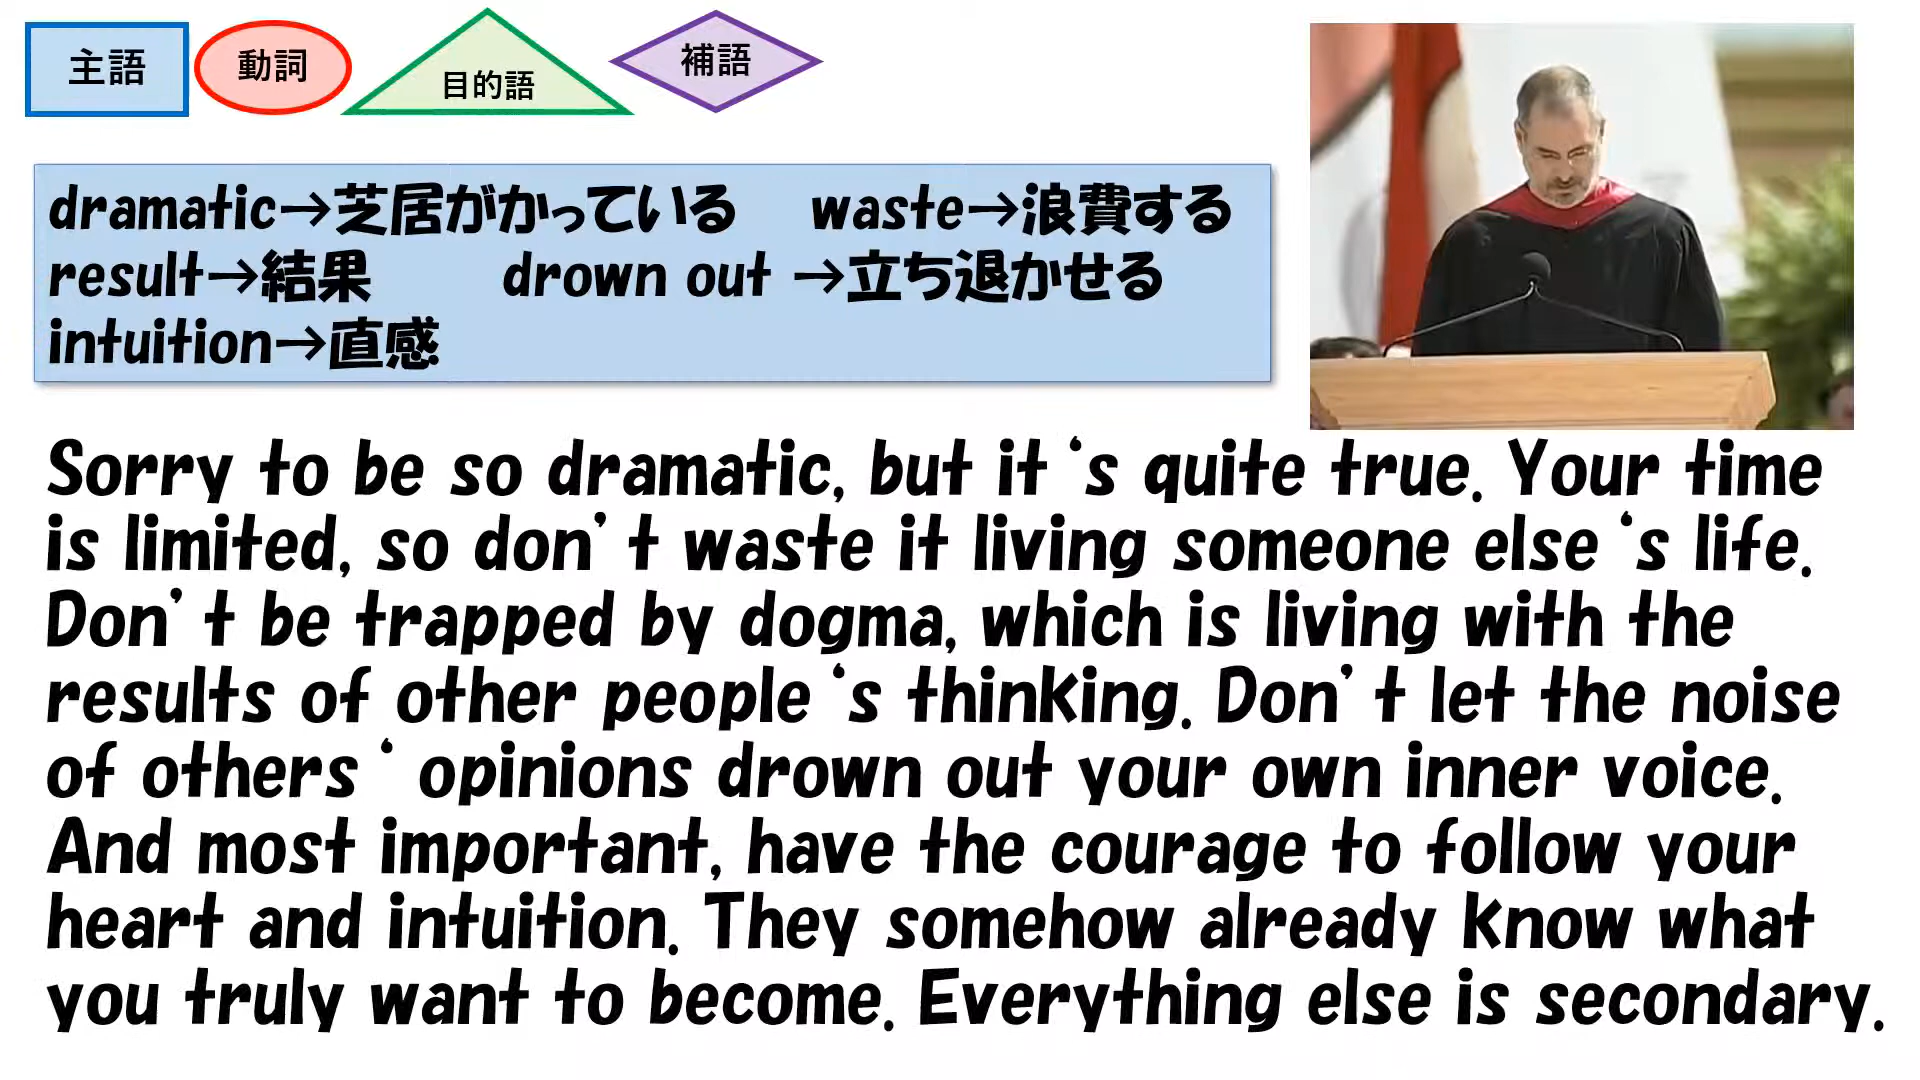 主語 動詞 目的語 補語
dramatic→芝居がかっている waste→浪費する
result→結果 drown out →立ち退かせる
intuition→直感
Sorry to be so dramatic, but it‘s quite true. Your time
is limited, so don’t waste it living someone else‘s life.
Don’t be trapped by dogma, which is living with the
results of other people‘s thinking. Don’t let the noise
of others‘ opinions drown out your own inner voice.
And most important, have the courage to follow your
heart and intuition. They somehow already know what
you truly want to become. Everything else is secondary.